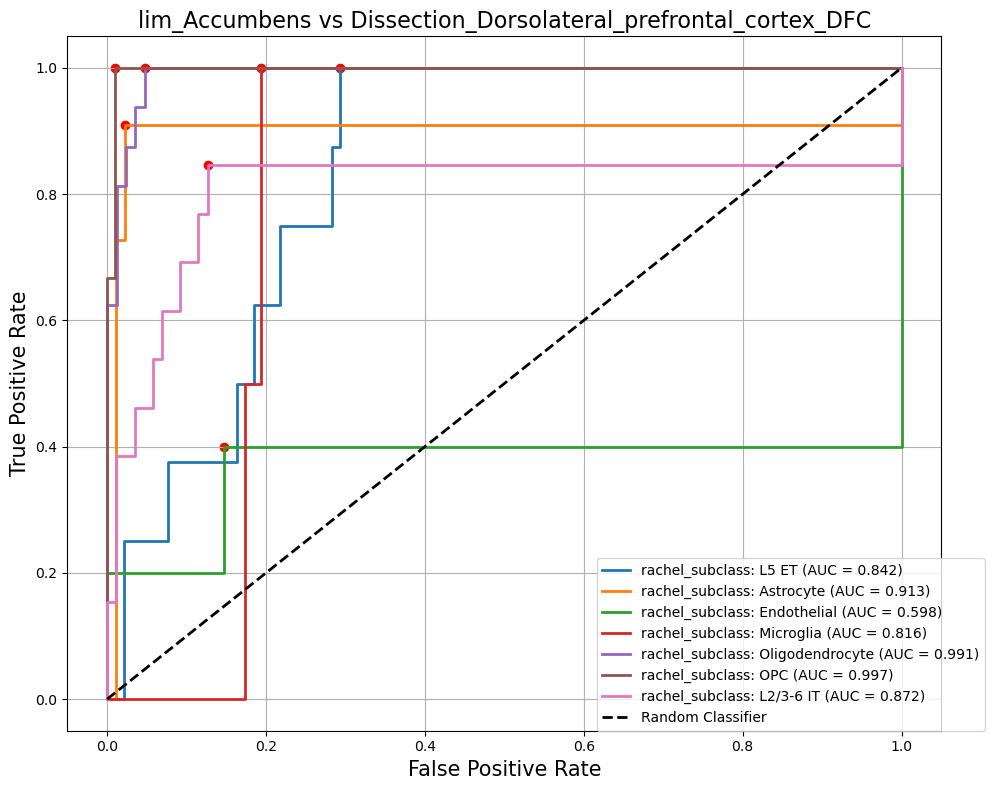 lim_Accumbens vs Dissection_Dorsolateral_prefrontal_cortex_DFC
True Positive Rate
1.0
0.8
0.6
0.4
0.2
0.0
rachel_subclass: L5 ET (AUC = 0.842)
rachel_subclass: Astrocyte (AUC = 0.913)
rachel_subclass: Endothelial (AUC = 0.598)
rachel_subclass: Microglia (AUC = 0.816)
rachel_subclass: Oligodendrocyte (AUC = 0.991)
rachel_subclass: OPC (AUC = 0.997)
rachel_subclass: L2/3-6 IT (AUC = 0.872)
Random Classifier
0.0 0.2 0.4 0.6 0.8 1.0
False Positive Rate